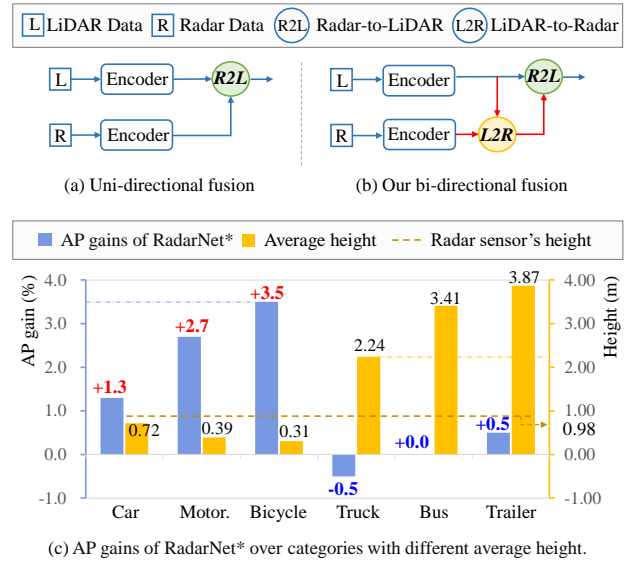 L LiDAR Data R Radar Data R2L Radar-to-LiDAR L2R LiDAR-to-Radar
L Encoder R2L
R Encoder
(a) Uni-directional fusion
L Encoder R2L
R Encoder L2R
(b) Our bi-directional fusion
AP gains of RadarNet* Average height Radar sensor's height
AP gain (%)
4.0
3.0
2.0
1.0
0.0
-1.0
+1.3
0.72
+2.7
0.39
+3.5
0.31
-0.5
2.24
+0.0
3.41
+0.5
3.87
4.00
3.00
2.00
1.00
0.98
0.00
-1.00
Height (m)
Car Motor. Bicycle Truck Bus Trailer
(c) AP gains of RadarNet* over categories with different average height.